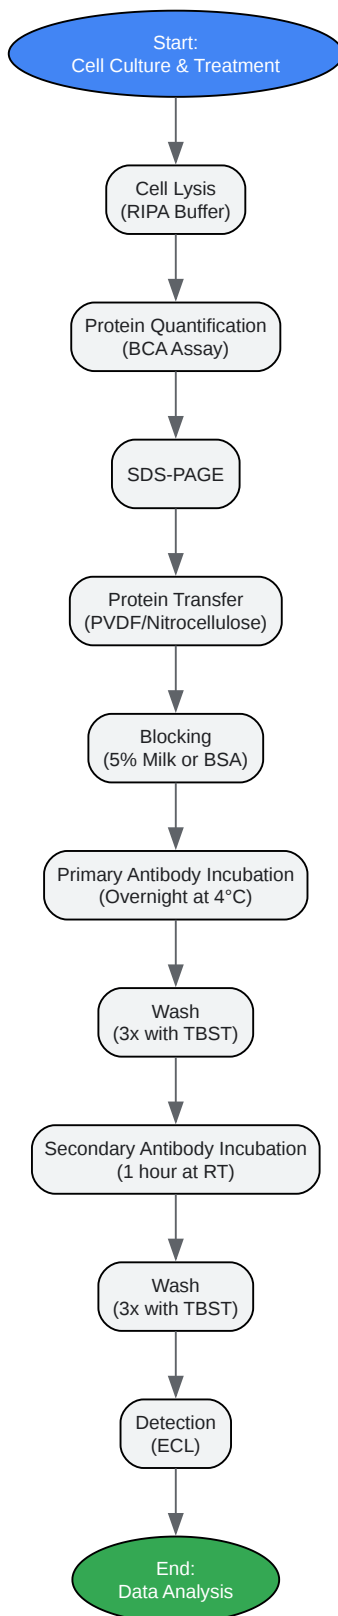 Start:
Cell Culture & Treatment
Cell Lysis
(RIPA Buffer)
Protein Quantification
(BCA Assay)
SDS-PAGE
Protein Transfer
(PVDF/Nitrocellulose)
Blocking
(5% Milk or BSA)
Primary Antibody Incubation
(Overnight at 4°C)
Wash
(3x with TBST)
Secondary Antibody Incubation
(1 hour at RT)
Wash
(3x with TBST)
Detection
(ECL)
End:
Data Analysis